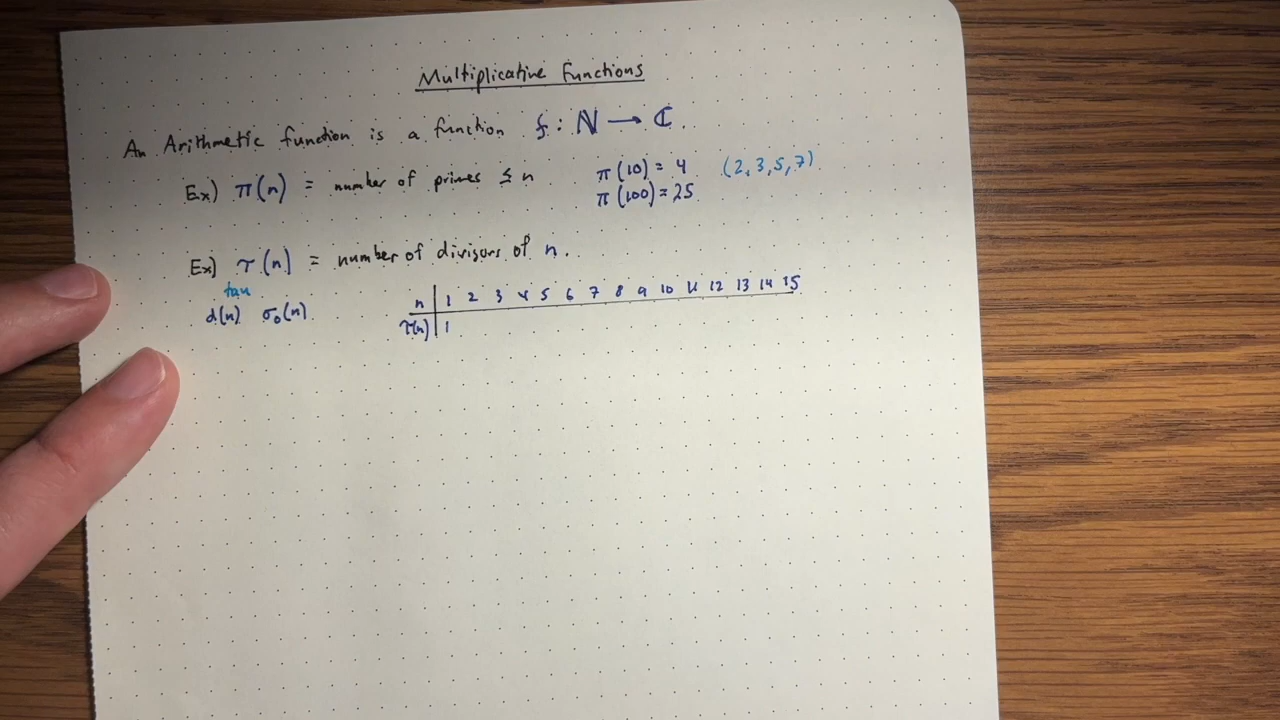 Multiplicative Functions
An Arithmetic function is a function f : ℕ → ℂ.
Ex) π(n) = number of primes ≤ n π(10) = 4 (2, 3, 5, 7)
π(100) = 25
Ex) τ(n) = number of divisors of n.
tau
d(n) σ₀(n)
n 1 2 3 4 5 6 7 8 9 10 11 12 13 14 15
τ(n) 1